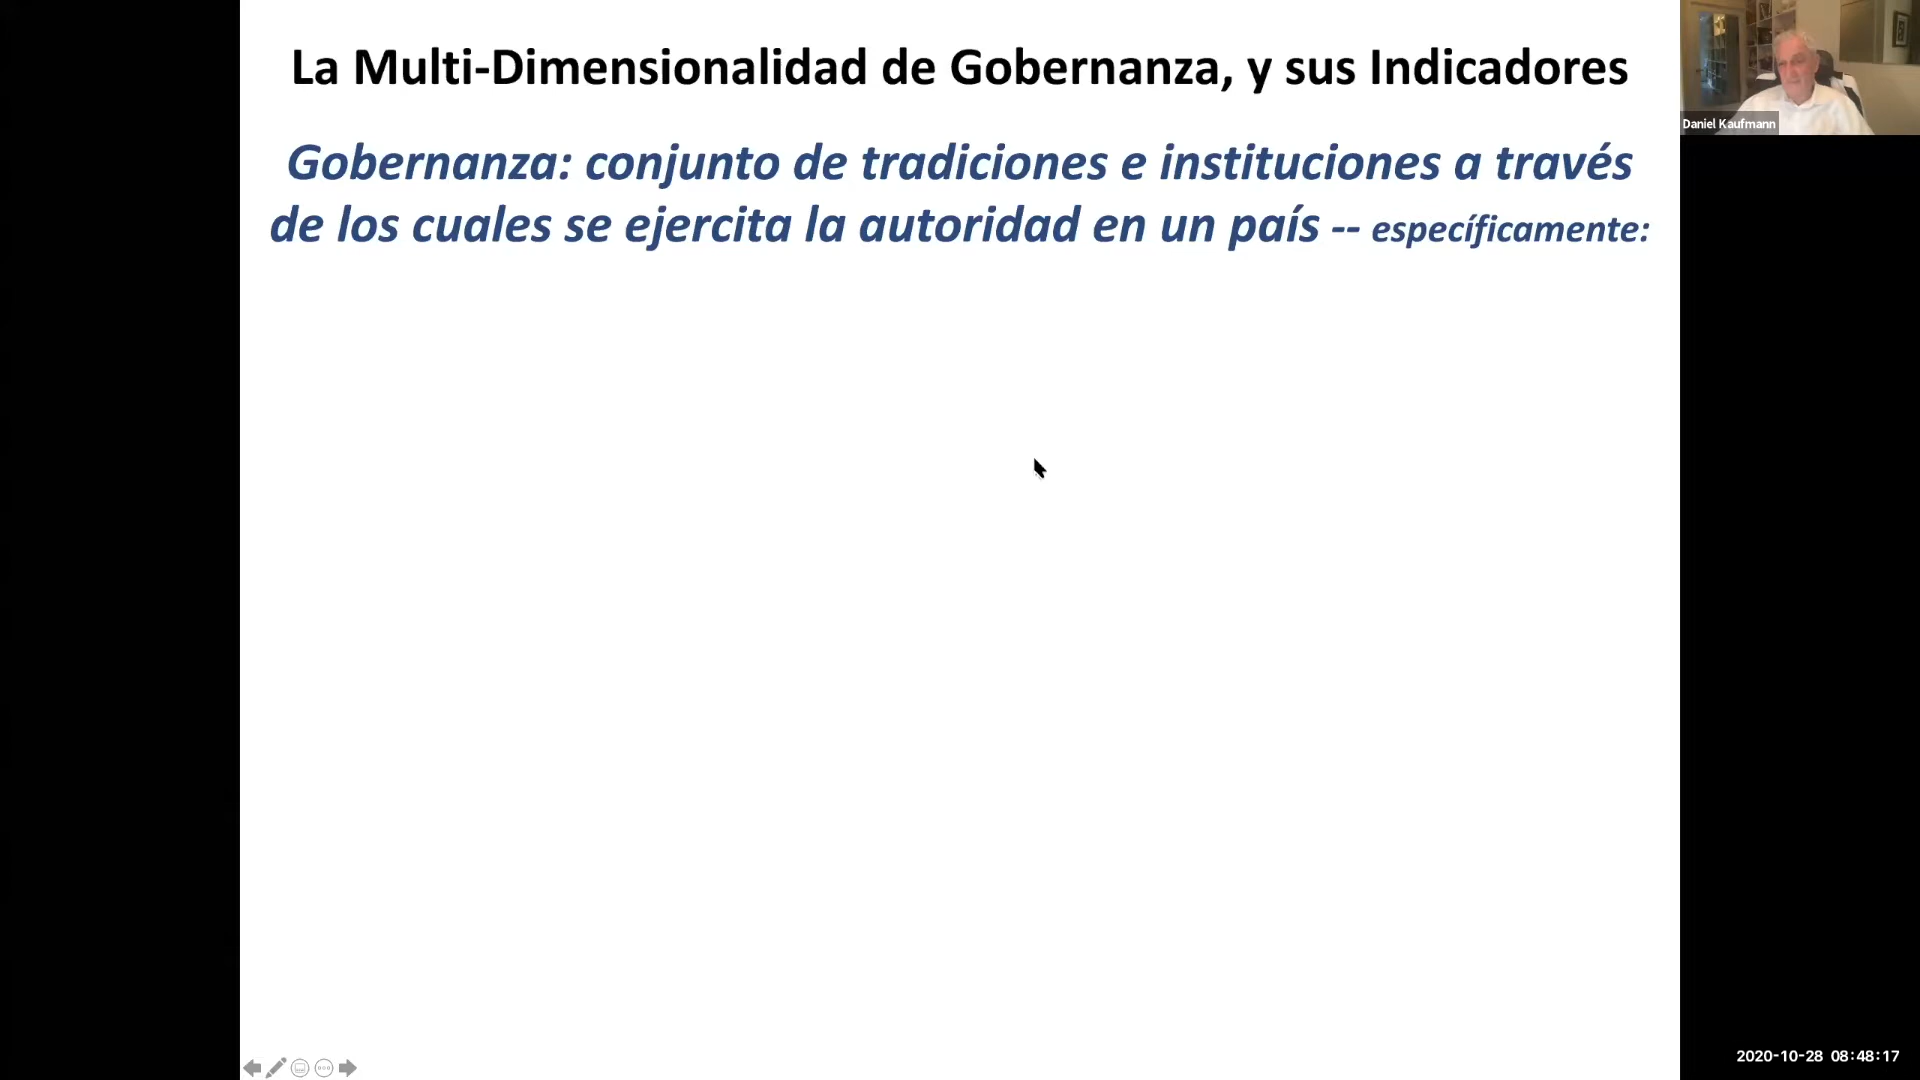 La Multi-Dimensionalidad de Gobernanza, y sus Indicadores
Gobernanza: conjunto de tradiciones e instituciones a través
de los cuales se ejercita la autoridad en un país -- específicamente:
Daniel Kaufmann
2020-10-28 08:48:17